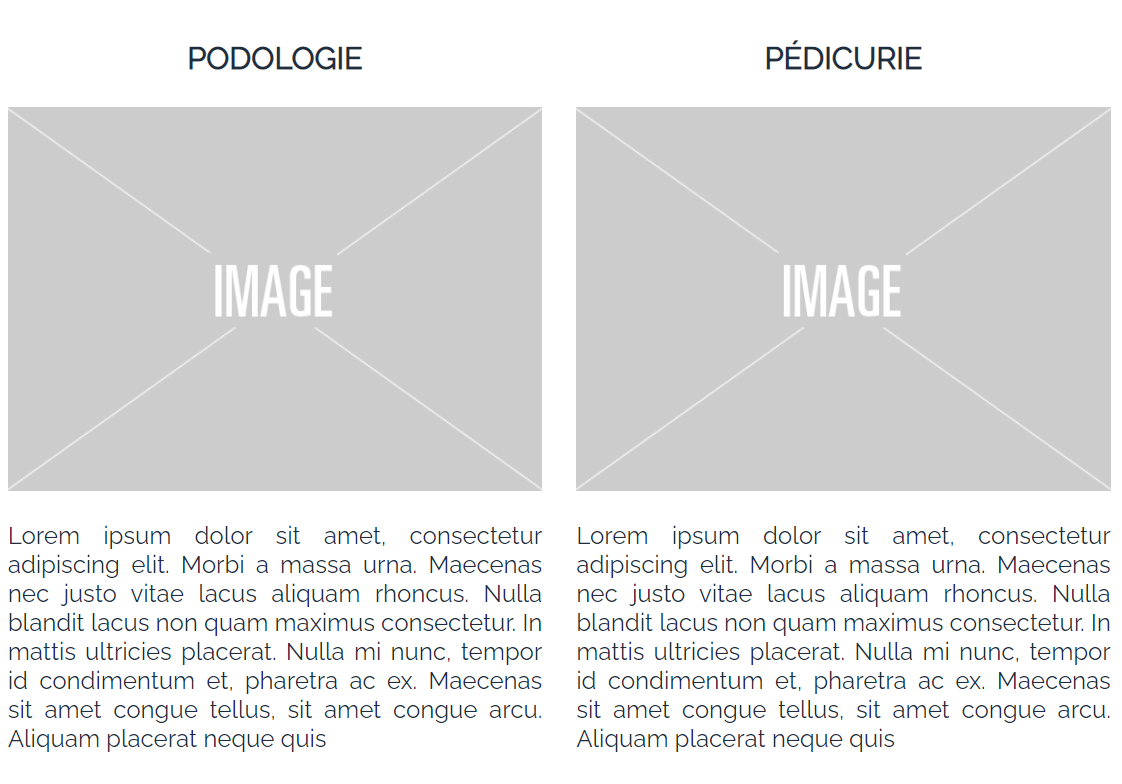 PODOLOGIE
IMAGE
Lorem ipsum dolor sit amet, consectetur
adipiscing elit. Morbi a massa urna. Maecenas
nec justo vitae lacus aliquam rhoncus. Nulla
blandit lacus non quam maximus consectetur. In
mattis ultricies placerat. Nulla mi nunc, tempor
id condimentum et, pharetra ac ex. Maecenas
sit amet congue tellus, sit amet congue arcu.
Aliquam placerat neque quis
PÉDICURIE
IMAGE
Lorem ipsum dolor sit amet, consectetur
adipiscing elit. Morbi a massa urna. Maecenas
nec justo vitae lacus aliquam rhoncus. Nulla
blandit lacus non quam maximus consectetur. In
mattis ultricies placerat. Nulla mi nunc, tempor
id condimentum et, pharetra ac ex. Maecenas
sit amet congue tellus, sit amet congue arcu.
Aliquam placerat neque quis